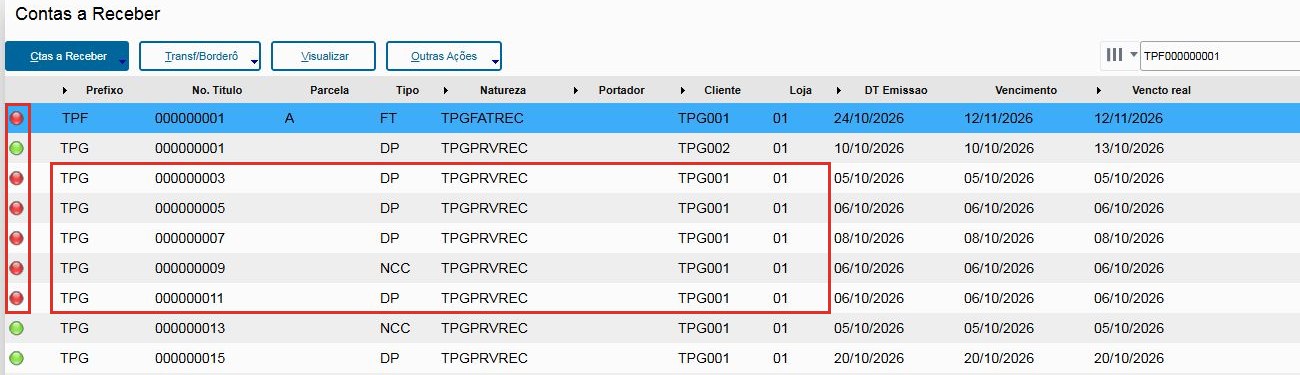 Contas a Receber
Ctas a Receber Transf/Borderô Visualizar Outras Ações TPF000000001
Prefixo No. Titulo Parcela Tipo Natureza Portador Cliente Loja DT Emissao Vencimento Vencto real
TPF 000000001 A FT TPGFATREC TPG001 01 24/10/2026 12/11/2026 12/11/2026
TPG 000000001 DP TPGPRVREC TPG002 01 10/10/2026 10/10/2026 13/10/2026
TPG 000000003 DP TPGPRVREC TPG001 01 05/10/2026 05/10/2026 05/10/2026
TPG 000000005 DP TPGPRVREC TPG001 01 06/10/2026 06/10/2026 06/10/2026
TPG 000000007 DP TPGPRVREC TPG001 01 08/10/2026 08/10/2026 08/10/2026
TPG 000000009 NCC TPGPRVREC TPG001 01 06/10/2026 06/10/2026 06/10/2026
TPG 000000011 DP TPGPRVREC TPG001 01 06/10/2026 06/10/2026 06/10/2026
TPG 000000013 NCC TPGPRVREC TPG001 01 05/10/2026 05/10/2026 05/10/2026
TPG 000000015 DP TPGPRVREC TPG001 01 20/10/2026 20/10/2026 20/10/2026